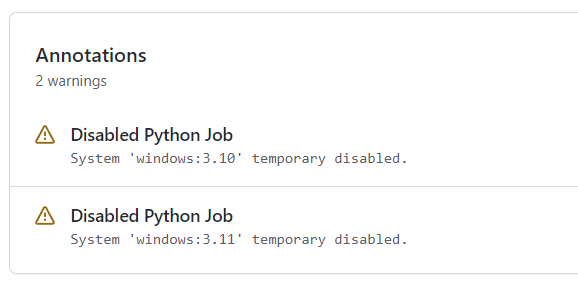 Annotations
2 warnings
Disabled Python Job
System 'windows:3.10' temporary disabled.
Disabled Python Job
System 'windows:3.11' temporary disabled.